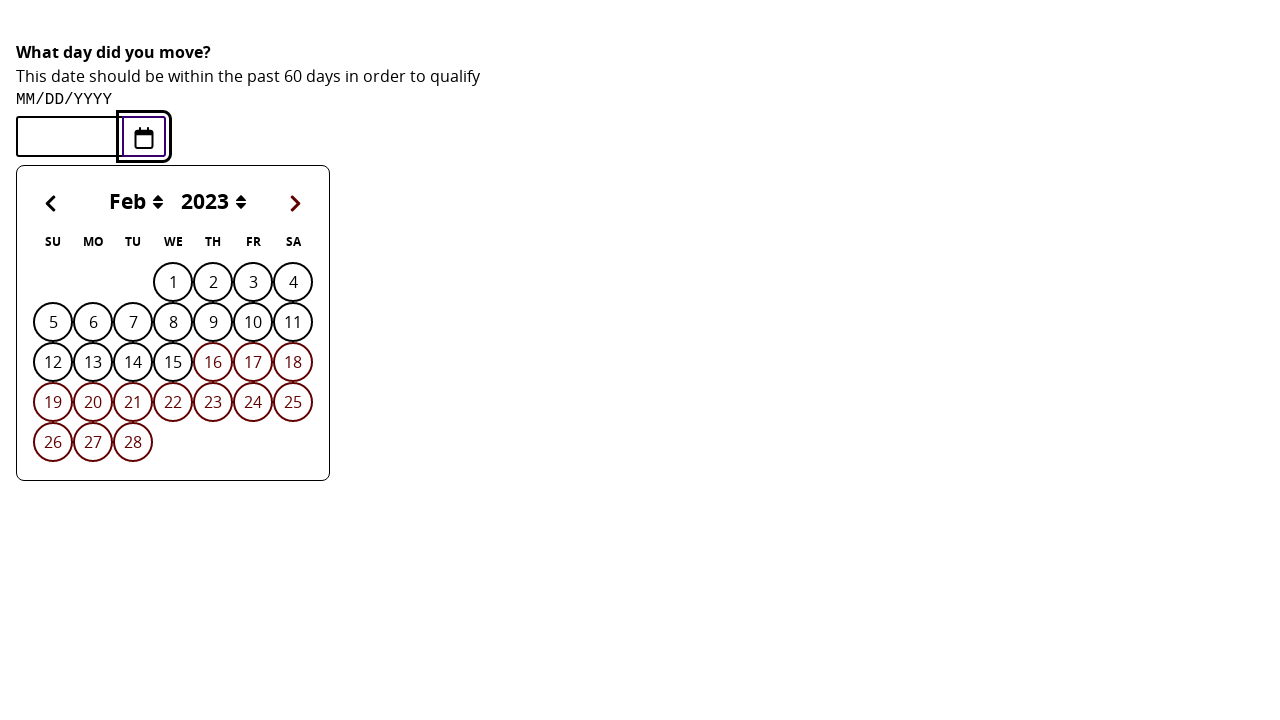 What day did you move?
This date should be within the past 60 days in order to qualify
MM/DD/YYYY
Feb 2023
SU MO TU WE TH FR SA
1 2 3 4
5 6 7 8 9 10 11
12 13 14 15 16 17 18
19 20 21 22 23 24 25
26 27 28